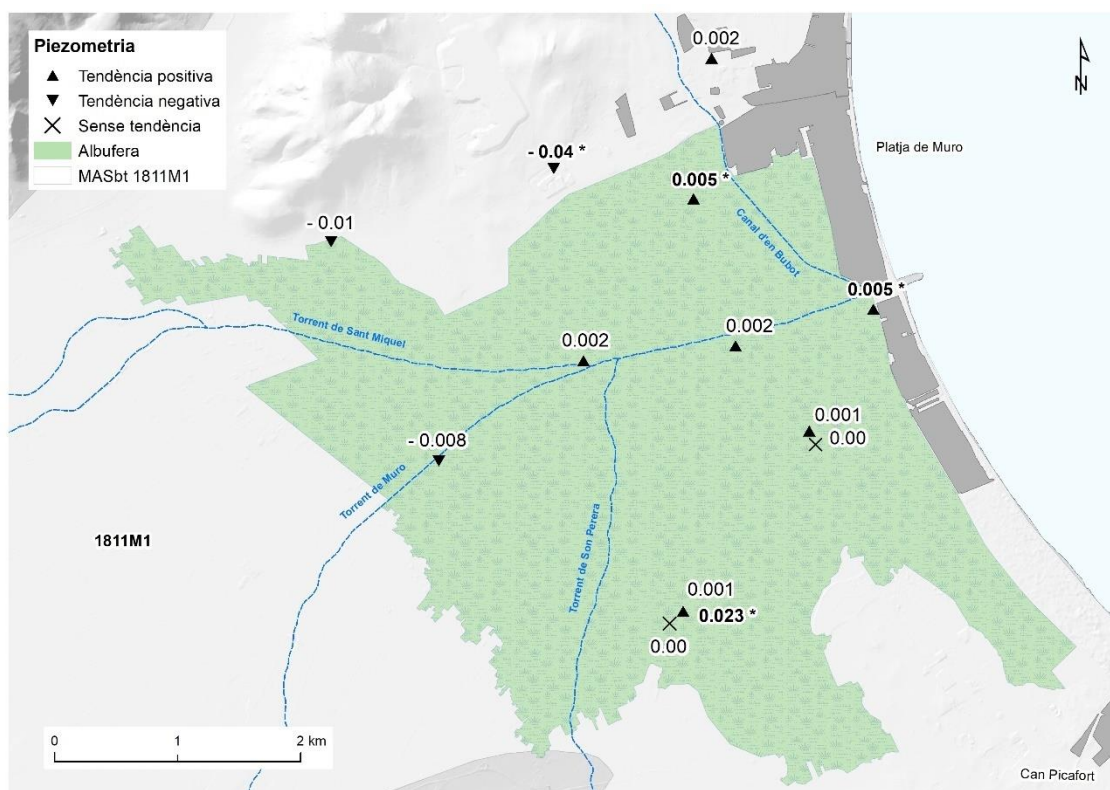 Piezometria
Tendència positiva
Tendència negativa
Sense tendència
Albufera
MASbt 1811M1
0.002
N
Platja de Muro
- 0.04 *
0.005 *
- 0.01
Canal d'en Bubot
0.005 *
Torrent de Sant Miquel
0.002
0.002
0.001
0.00
- 0.008
Torrent de Muro
1811M1
Torrent de Son Perera
0.001
0.023 *
0.00
0 1 2 km
Can Picafort